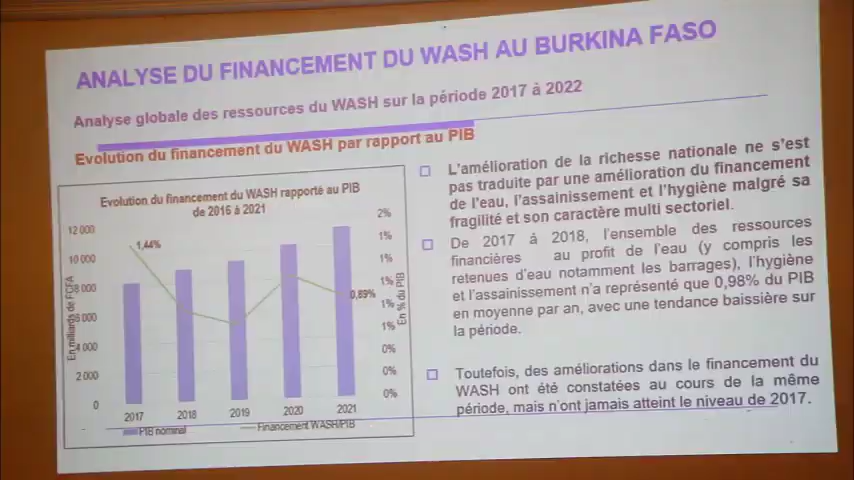 ANALYSE DU FINANCEMENT DU WASH AU BURKINA FASO
Analyse globale des ressources du WASH sur la période 2017 à 2022
Evolution du financement du WASH par rapport au PIB
Evolution du financement du WASH rapporté au PIB
de 2016 à 2021
12 000
10 000
8 000
6 000
4 000
2 000
0
En milliards de FCFA
1,44%
0,89%
2%
1%
1%
1%
1%
1%
0%
0%
0%
En % du PIB
2017 2018 2019 2020 2021
PIB nominal Financement WASH/PIB
L'amélioration de la richesse nationale ne s'est
pas traduite par une amélioration du financement
de l'eau, l'assainissement et l'hygiène malgré sa
fragilité et son caractère multi sectoriel.
De 2017 à 2018, l'ensemble des ressources
financières au profit de l'eau (y compris les
retenues d'eau notamment les barrages), l'hygiène
et l'assainissement n'a représenté que 0,98% du PIB
en moyenne par an, avec une tendance baissière sur
la période.
Toutefois, des améliorations dans le financement du
WASH ont été constatées au cours de la même
période, mais n'ont jamais atteint le niveau de 2017.